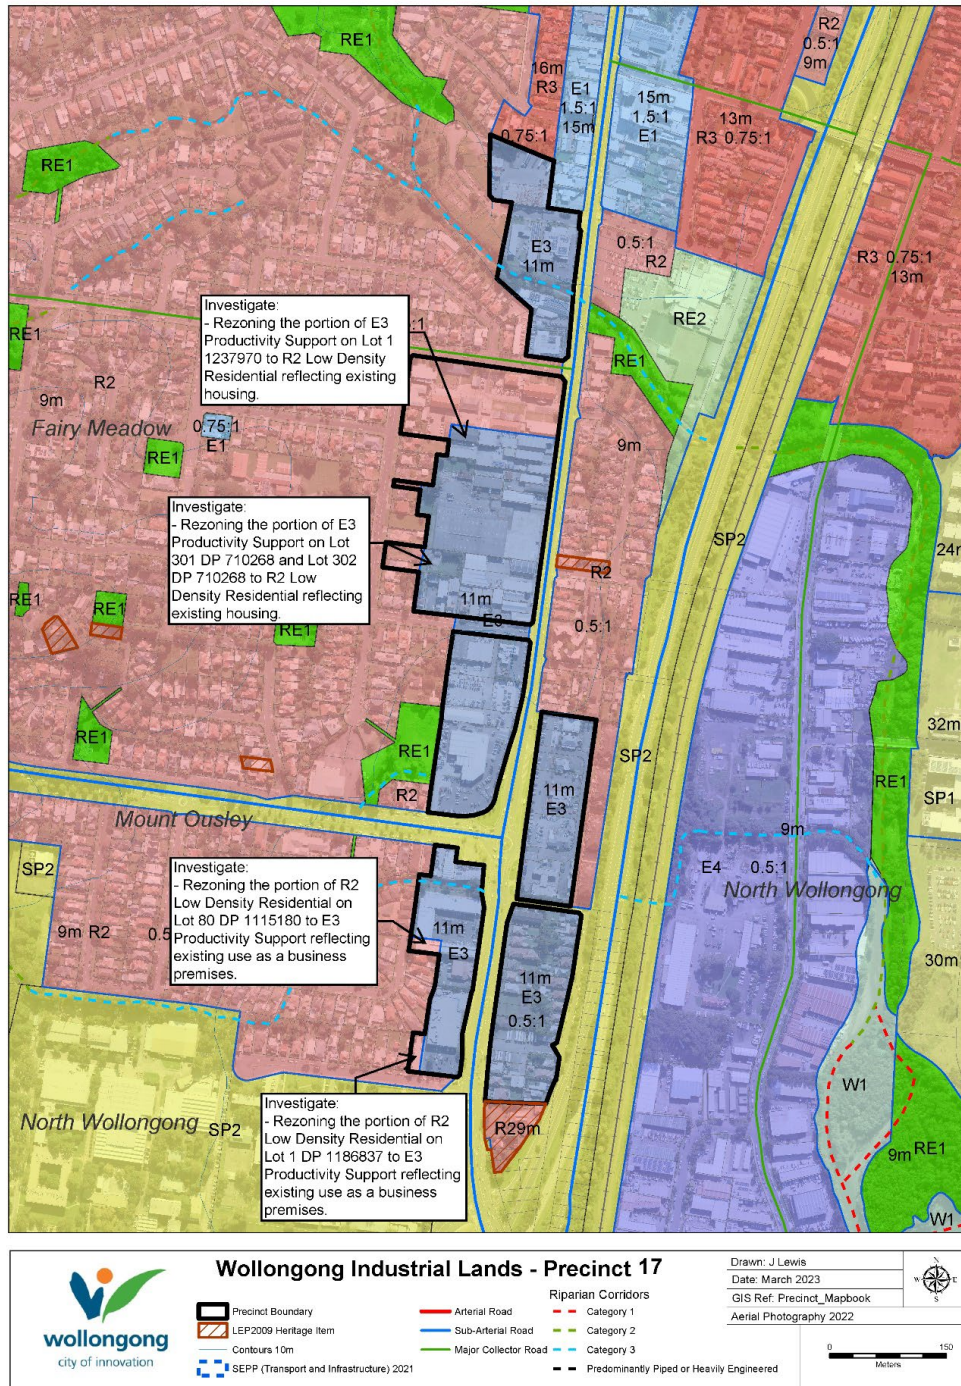 RE1
R2
0.5:1
9m
16m
R3
E1
1.5:1
15m
15m
1.5:1
E1
13m
R3 0.75:1
0.75:1
RE1
E3
11m
0.5:1
R2
R3 0.75:1
13m
RE2
Investigate:
- Rezoning the portion of E3
Productivity Support on Lot 1
1237970 to R2 Low Density
Residential reflecting existing
housing.
:1
RE1
RE1
R2
9m
Fairy Meadow
0.75:1
E1
RE1
9m
Investigate:
- Rezoning the portion of E3
Productivity Support on Lot
301 DP 710268 and Lot 302
DP 710268 to R2 Low
Density Residential reflecting
existing housing.
SP2
24m
R2
RE1
RE1
11m
E3
RE1
0.5:1
32m
RE1
RE1
SP2
RE1
R2
11m
E3
SP1
Mount Ousley
9m
E4 0.5:1
North Wollongong
SP2
Investigate:
- Rezoning the portion of R2
Low Density Residential on
Lot 80 DP 1115180 to E3
Productivity Support reflecting
existing use as a business
premises.
9m R2
0.5
11m
E3
30m
11m
E3
0.5:1
W1
North Wollongong
SP2
Investigate:
- Rezoning the portion of R2
Low Density Residential on
Lot 1 DP 1186837 to E3
Productivity Support reflecting
existing use as a business
premises.
R29m
9m RE1
W1
wollongong
city of innovation
Wollongong Industrial Lands - Precinct 17
Precinct Boundary
LEP2009 Heritage Item
Contours 10m
SEPP (Transport and Infrastructure) 2021
Arterial Road
Sub-Arterial Road
Major Collector Road
Riparian Corridors
Category 1
Category 2
Category 3
Predominantly Piped or Heavily Engineered
Drawn: J Lewis
Date: March 2023
GIS Ref: Precinct_Mapbook
Aerial Photography 2022
N
W E
S
0 150
Meters